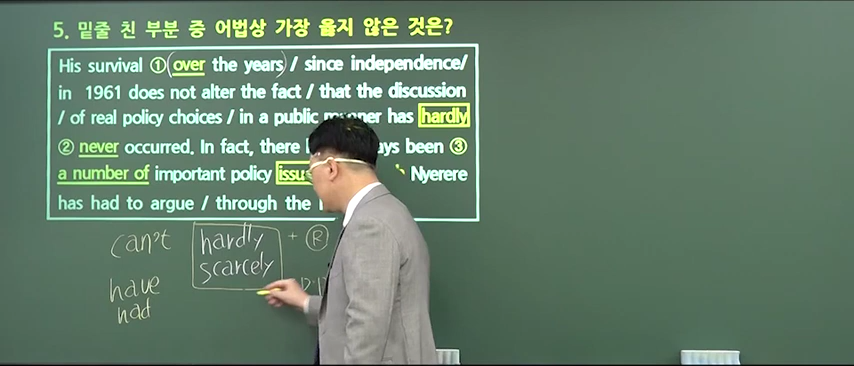 5. 밑줄 친 부분 중 어법상 가장 옳지 않은 것은?
His survival ① (over the years) / since independence/
in 1961 does not alter the fact / that the discussion
/ of real policy choices / in a public has hardly
② never occurred. In fact, there been ③
a number of important policy Nyerere
has had to argue / through the
can't hardly + Ⓡ
scarcely
have
had